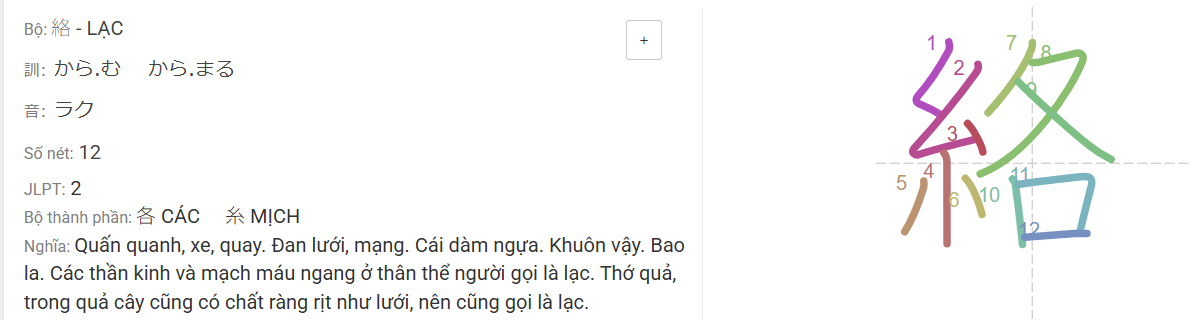 Bộ: 絡 - LẠC
+
訓: から.む から.まる
音: ラク
Số nét: 12
JLPT: 2
Bộ thành phần: 各 CÁC 糸 MỊCH
Nghĩa: Quấn quanh, xe, quay. Đan lưới, mạng. Cái dàm ngựa. Khuôn vậy. Bao
la. Các thần kinh và mạch máu ngang ở thân thể người gọi là lạc. Thớ quả,
trong quả cây cũng có chất ràng rịt như lưới, nên cũng gọi là lạc.
絡
1
2
3
4
5
6
7
8
9
10
11
12